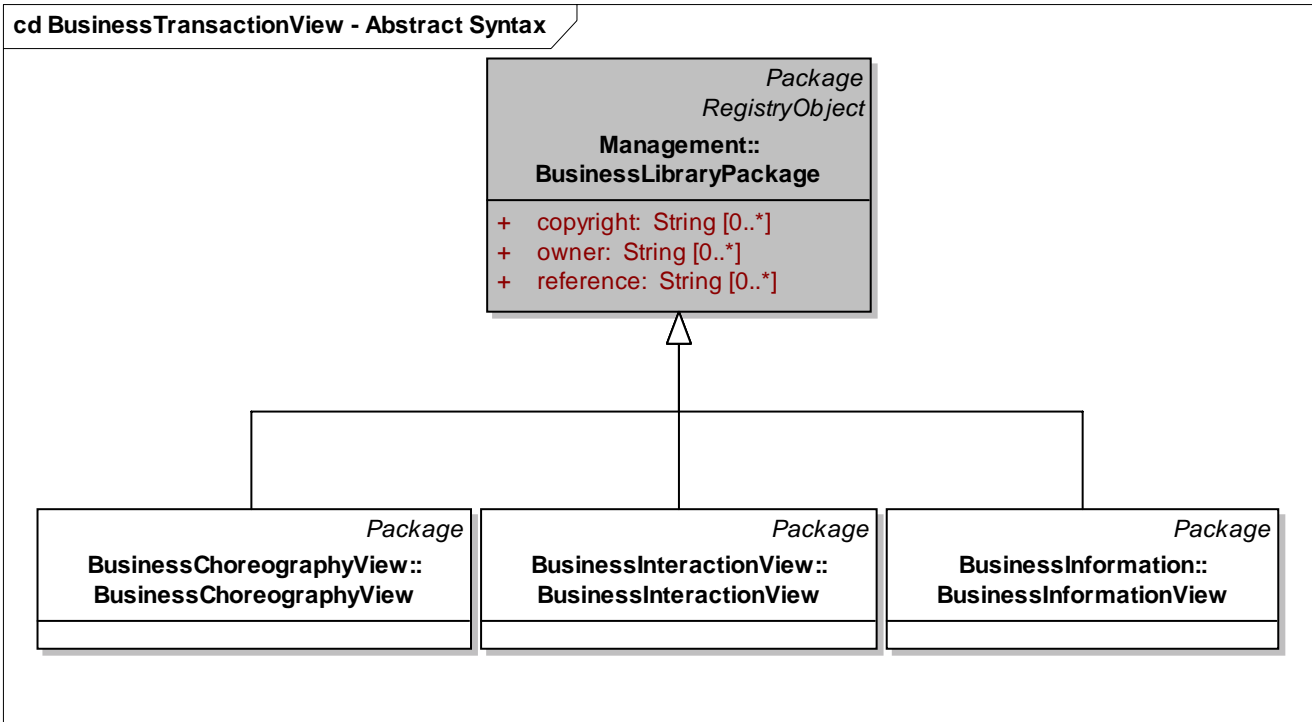 cd BusinessTransactionView - Abstract Syntax
Package
RegistryObject
Management::
BusinessLibraryPackage
+ copyright: String [0..*]
+ owner: String [0..*]
+ reference: String [0..*]
Package
BusinessChoreographyView::
BusinessChoreographyView
Package
BusinessInteractionView::
BusinessInteractionView
Package
BusinessInformation::
BusinessInformationView